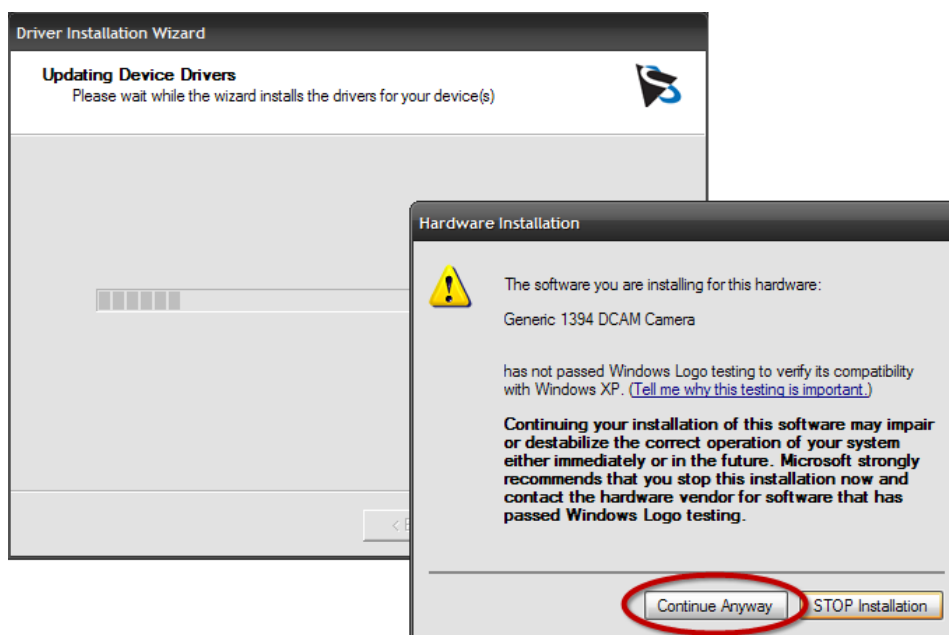 Driver Installation Wizard
Updating Device Drivers
Please wait while the wizard installs the drivers for your device(s)
Hardware Installation
The software you are installing for this hardware:
Generic 1394 DCAM Camera
has not passed Windows Logo testing to verify its compatibility
with Windows XP. (Tell me why this testing is important.)
Continuing your installation of this software may impair
or destabilize the correct operation of your system
either immediately or in the future. Microsoft strongly
recommends that you stop this installation now and
contact the hardware vendor for software that has
passed Windows Logo testing.
<
Continue Anyway STOP Installation